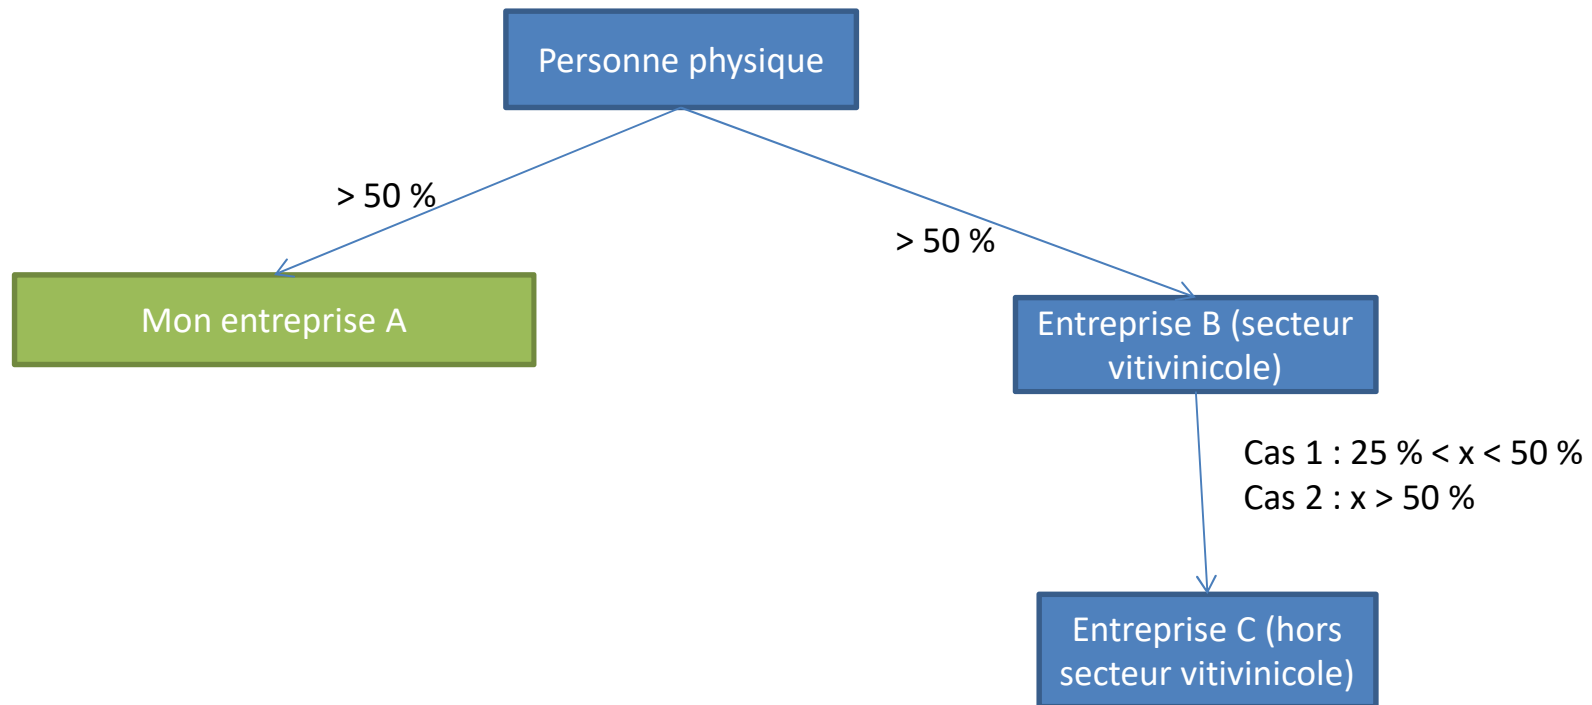 Personne physique
> 50 %
> 50 %
Mon entreprise A
Entreprise B (secteur
vitivinicole)
Cas 1 : 25 % < x < 50 %
Cas 2 : x > 50 %
Entreprise C (hors
secteur vitivinicole)